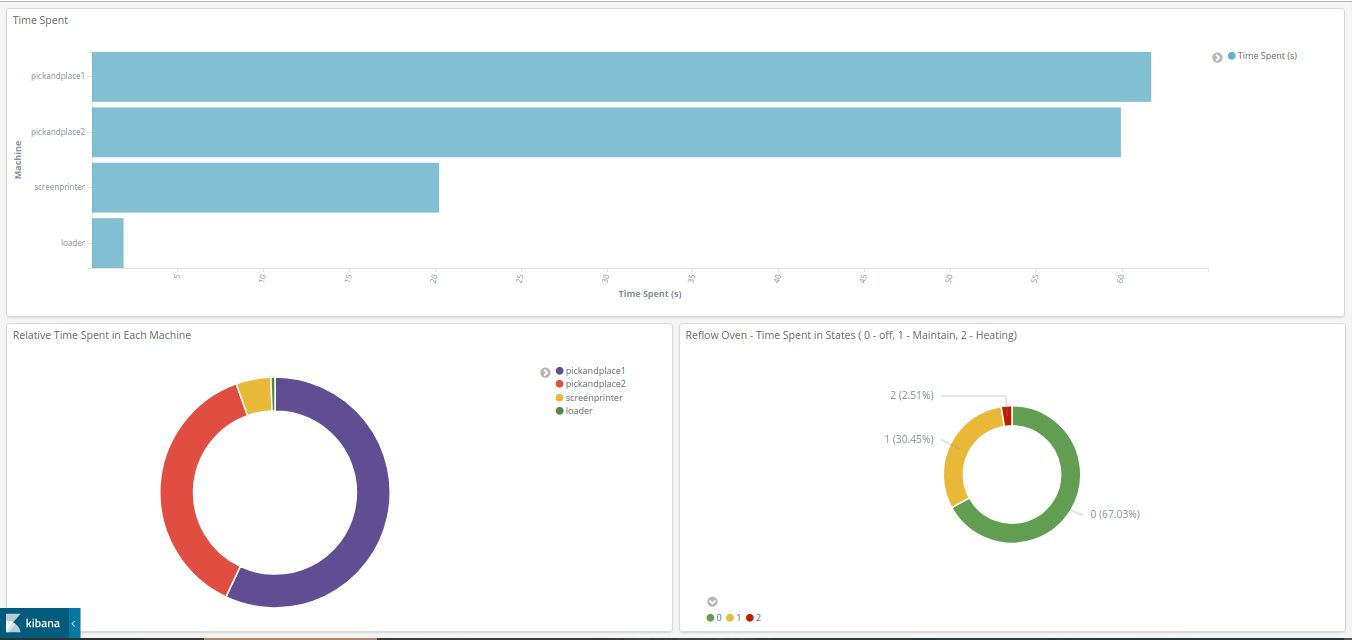 Time Spent
Time Spent (s)
pickandplace1
pickandplace2
screenprinter
loader
Machine
5 10 15 20 25 30 35 40 45 50 55 60
Time Spent (s)
Relative Time Spent in Each Machine
pickandplace1
pickandplace2
screenprinter
loader
Reflow Oven - Time Spent in States ( 0 - off, 1 - Maintain, 2 - Heating)
2 (2.51%)
1 (30.45%)
0 (67.03%)
0 1 2
kibana